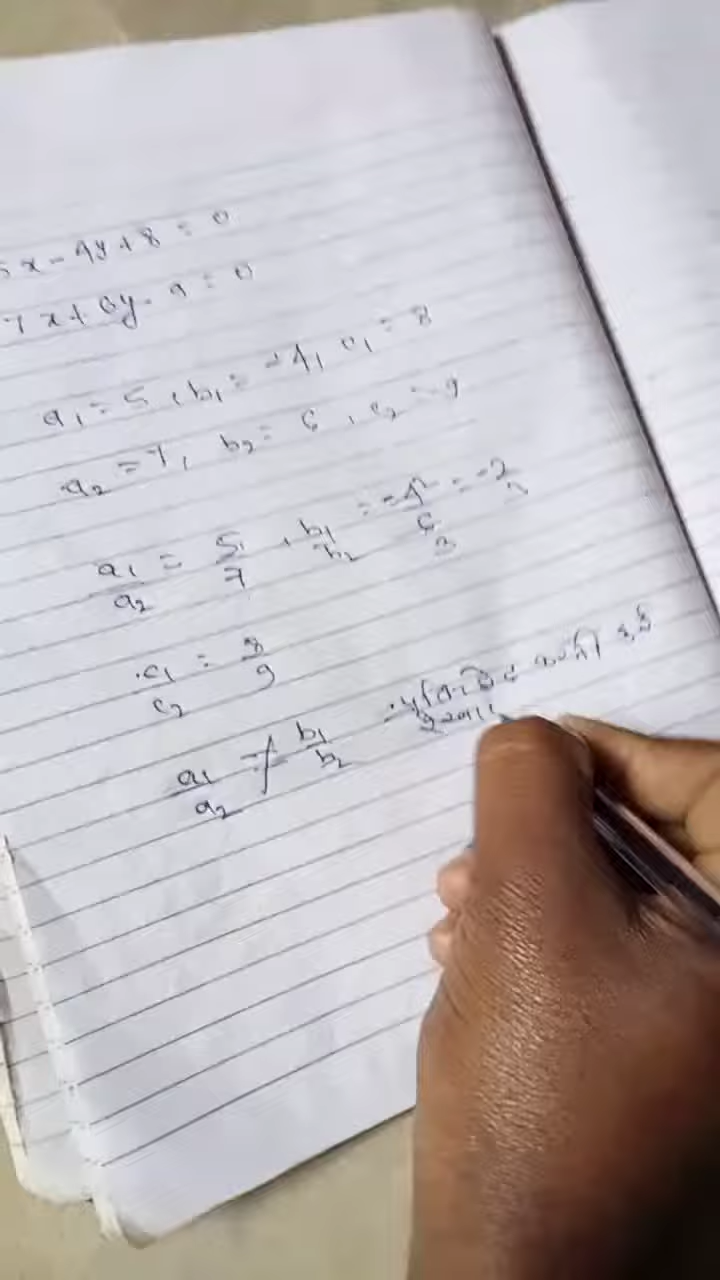 5x - 4y + 8 = 0
7x + 6y - 9 = 0
a₁ = 5, b₁ = -4, c₁ = 8
a₂ = 7, b₂ = 6, c₂ = -9
a₁/a₂ = 5/7, b₁/b₂ = -4/6 = -2/3
c₁/c₂ = 8/9
a₁/a₂ ≠ b₁/b₂